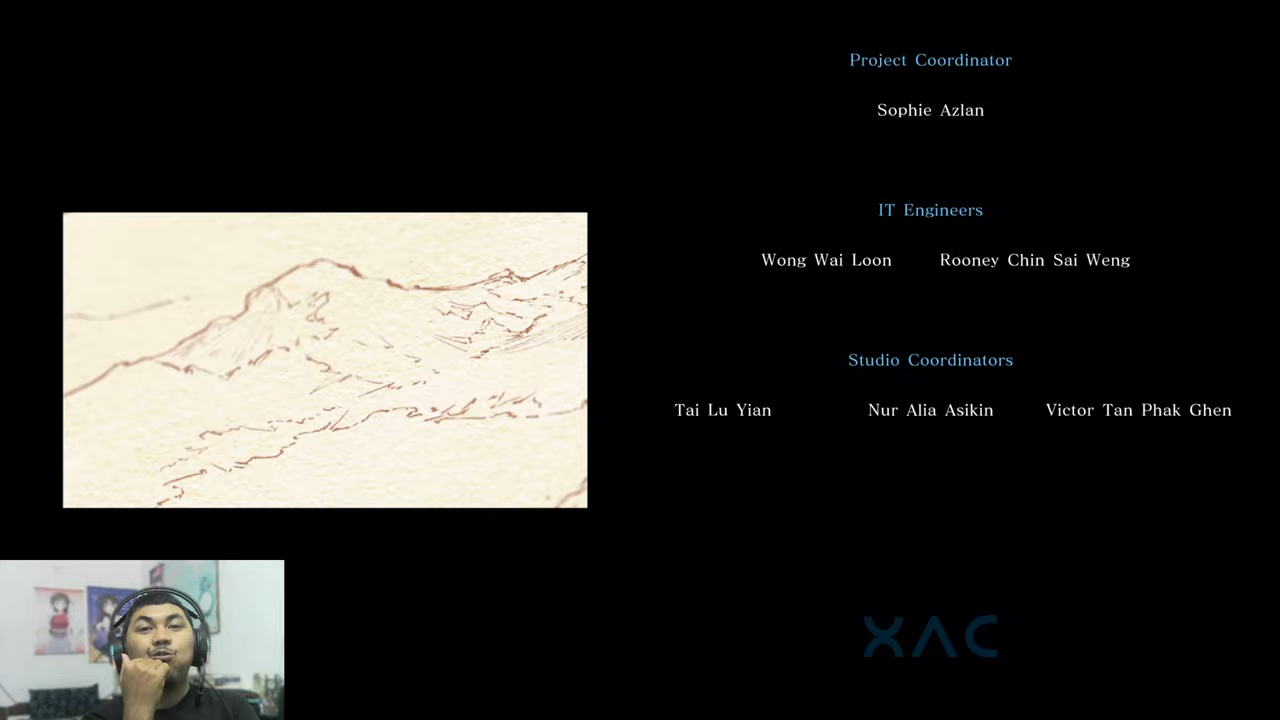 Project Coordinator
Sophie Azlan
IT Engineers
Wong Wai Loon Rooney Chin Sai Weng
Studio Coordinators
Tai Lu Yian Nur Alia Asikin Victor Tan Phak Ghen
XAC